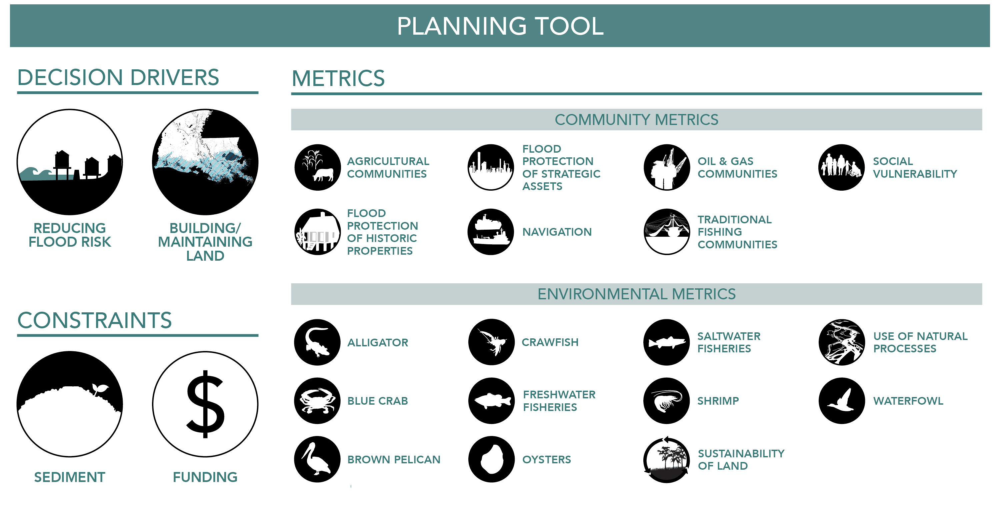 PLANNING TOOL
DECISION DRIVERS
REDUCING
FLOOD RISK
BUILDING/
MAINTAINING
LAND
CONSTRAINTS
$
SEDIMENT
FUNDING
METRICS
COMMUNITY METRICS
AGRICULTURAL
COMMUNITIES
FLOOD
PROTECTION
OF STRATEGIC
ASSETS
OIL & GAS
COMMUNITIES
SOCIAL
VULNERABILITY
FLOOD
PROTECTION
OF HISTORIC
PROPERTIES
NAVIGATION
TRADITIONAL
FISHING
COMMUNITIES
ENVIRONMENTAL METRICS
ALLIGATOR
CRAWFISH
SALTWATER
FISHERIES
USE OF NATURAL
PROCESSES
BLUE CRAB
FRESHWATER
FISHERIES
SHRIMP
WATERFOWL
BROWN PELICAN
OYSTERS
SUSTAINABILITY
OF LAND